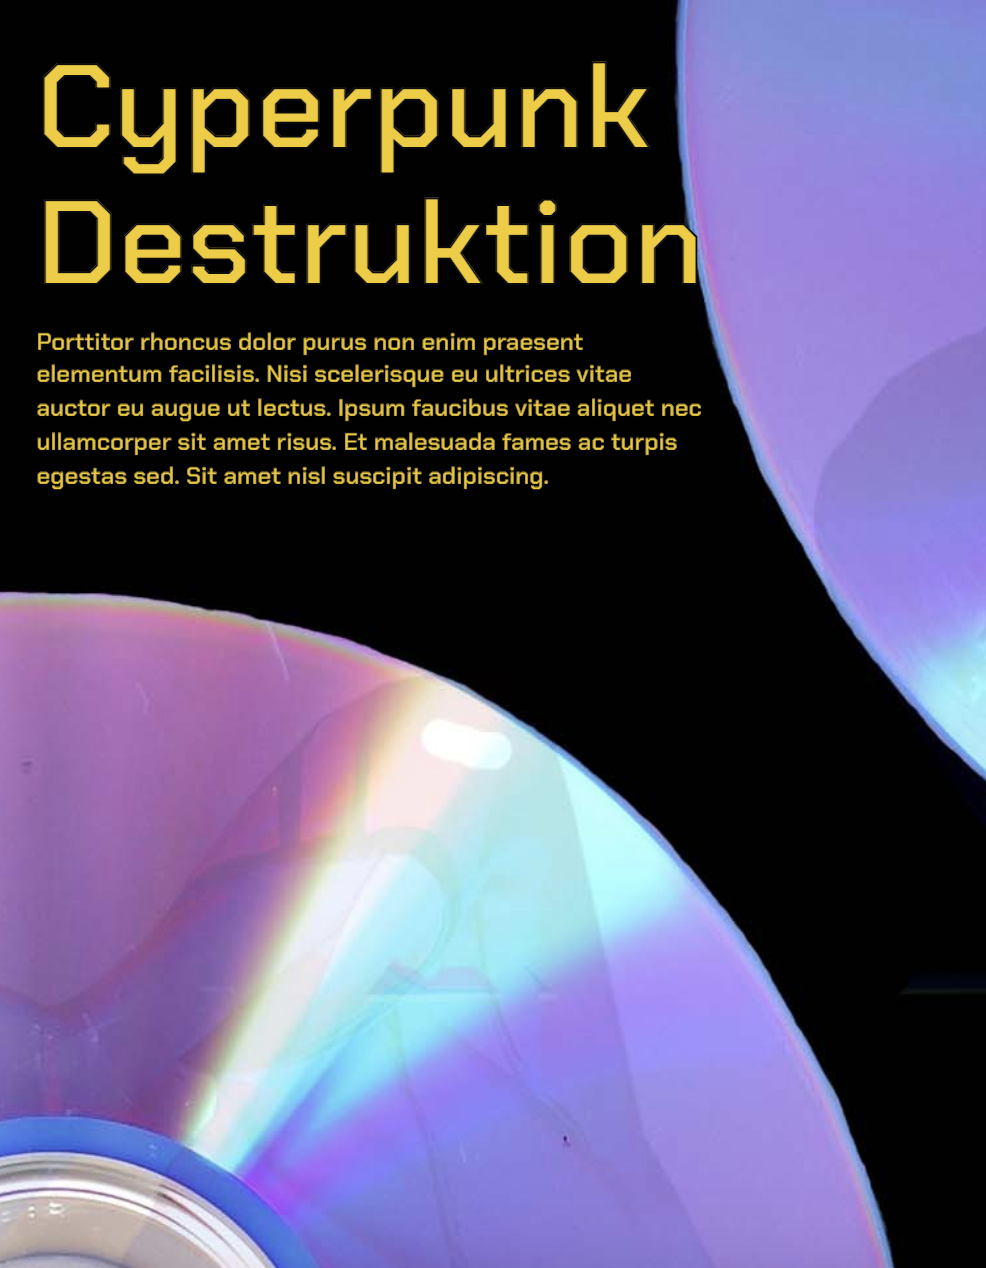 Cyperpunk
Destruktion
Porttitor rhoncus dolor purus non enim praesent
elementum facilisis. Nisi scelerisque eu ultrices vitae
auctor eu augue ut lectus. Ipsum faucibus vitae aliquet nec
ullamcorper sit amet risus. Et malesuada fames ac turpis
egestas sed. Sit amet nisl suscipit adipiscing.